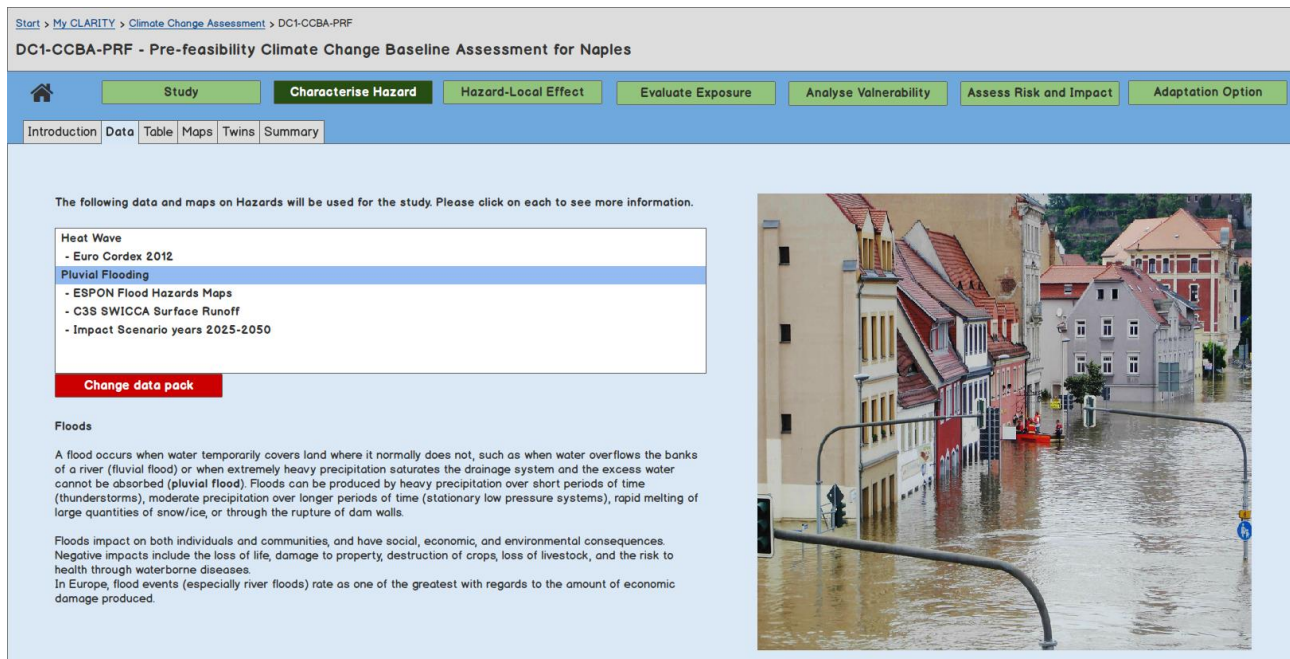 Start > My CLARITY > Climate Change Assessment > DC1-CCBA-PRF
DC1-CCBA-PRF - Pre-feasibility Climate Change Baseline Assessment for Naples
Study
Characterise Hazard
Hazard-Local Effect
Evaluate Exposure
Analyse Valnerability
Assess Risk and Impact
Adaptation Option
Introduction
Data
Table
Maps
Twins
Summary
The following data and maps on Hazards will be used for the study. Please click on each to see more information.
Heat Wave
- Euro Cordex 2012
Pluvial Flooding
- ESPON Flood Hazards Maps
- C3S SWICCA Surface Runoff
- Impact Scenario years 2025-2050
Change data pack
Floods
A flood occurs when water temporarily covers land where it normally does not, such as when water overflows the banks
of a river (fluvial flood) or when extremely heavy precipitation saturates the drainage system and the excess water
cannot be absorbed (pluvial flood). Floods can be produced by heavy precipitation over short periods of time
(thunderstorms), moderate precipitation over longer periods of time (stationary low pressure systems), rapid melting of
large quantities of snow/ice, or through the rupture of dam walls.
Floods impact on both individuals and communities, and have social, economic, and environmental consequences.
Negative impacts include the loss of life, damage to property, destruction of crops, loss of livestock, and the risk to
health through waterborne diseases.
In Europe, flood events (especially river floods) rate as one of the greatest with regards to the amount of economic
damage produced.